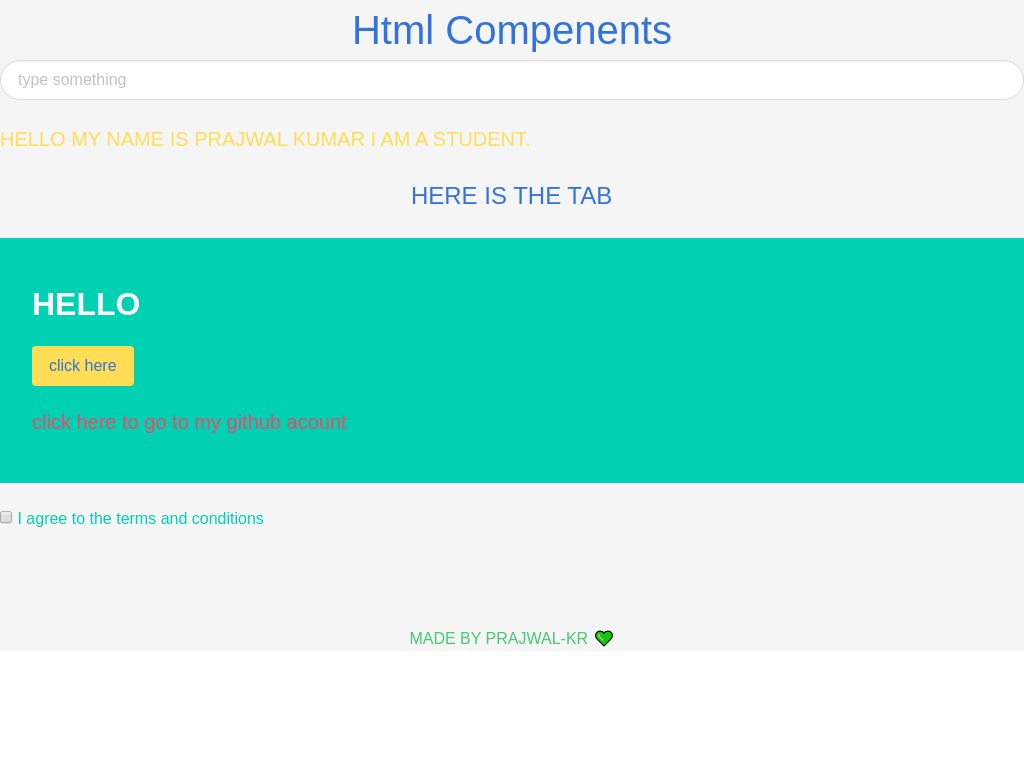 Html Compenents
type something
HELLO MY NAME IS PRAJWAL KUMAR I AM A STUDENT.
HERE IS THE TAB
HELLO
click here
click here to go to my github acount
I agree to the terms and conditions
MADE BY PRAJWAL-KR